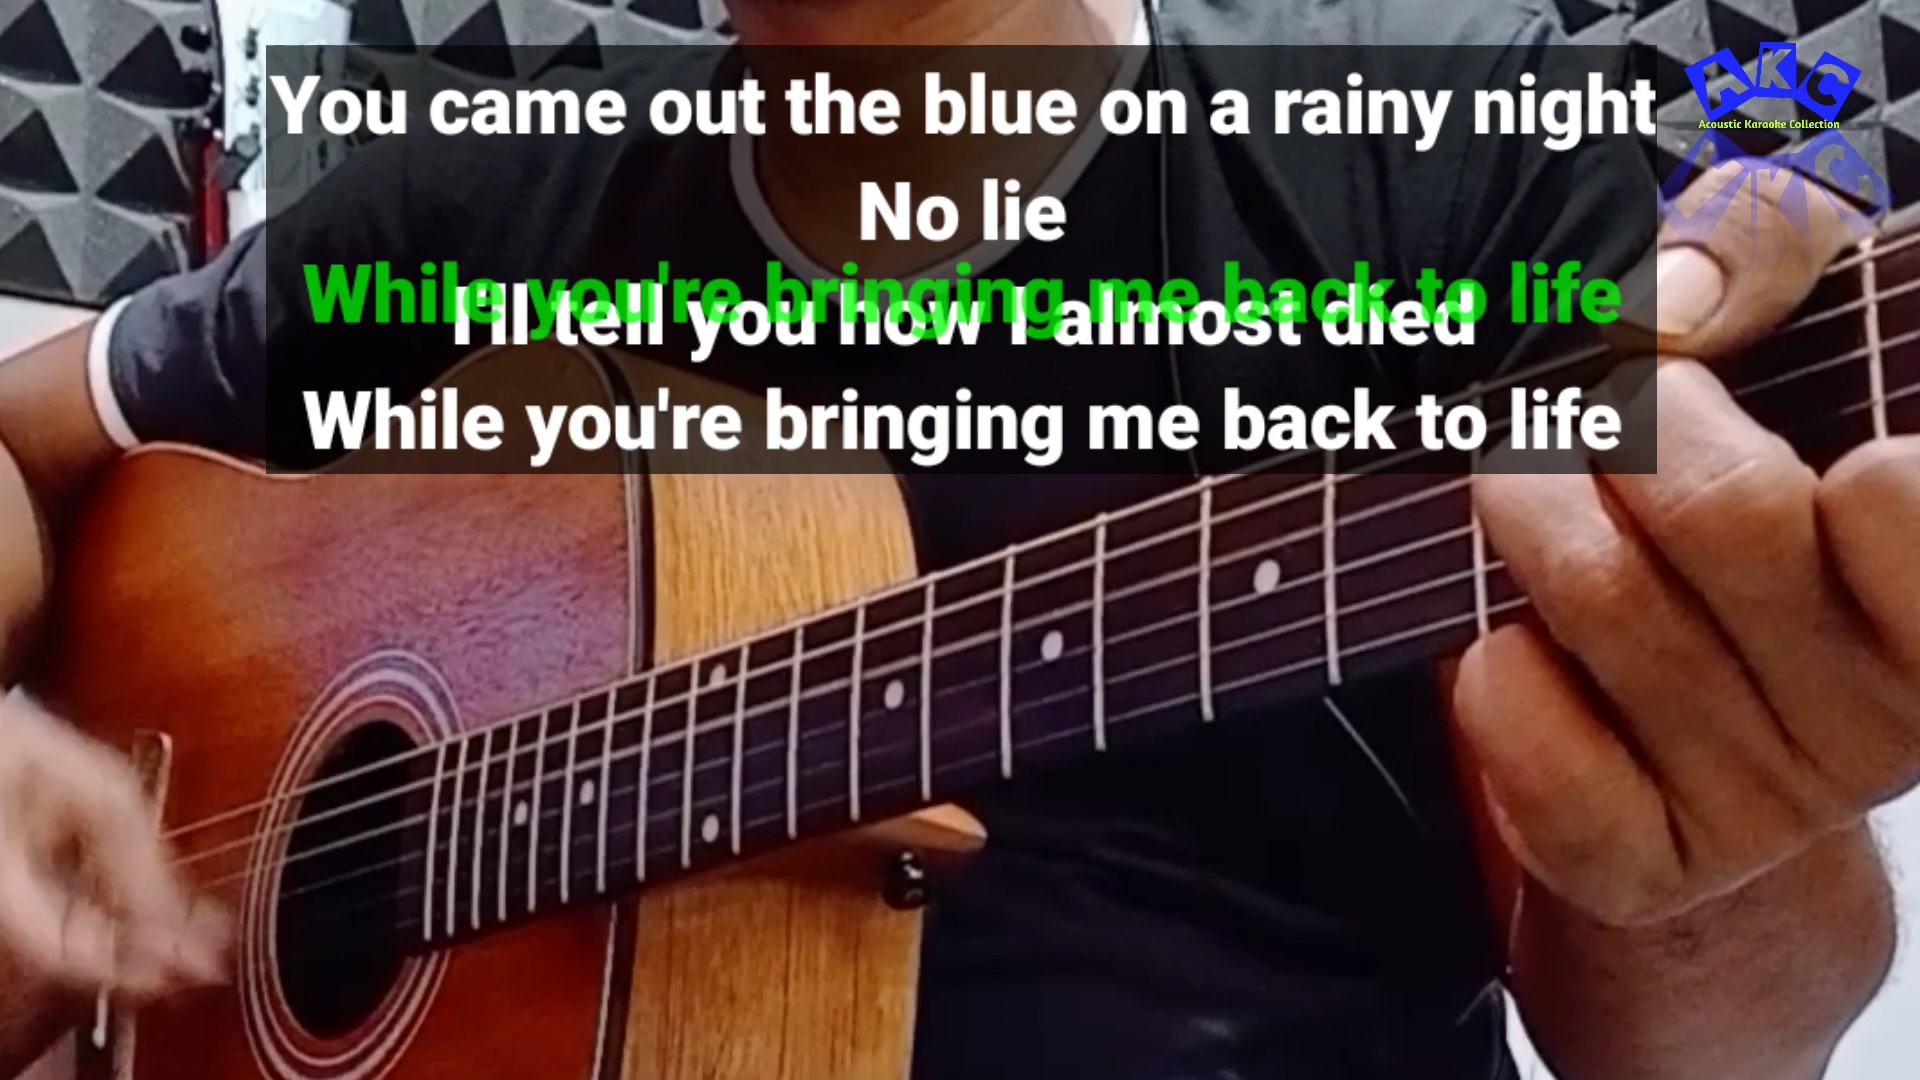 You came out the blue on a rainy night
No lie
While you're bringing me back to life
I'll tell you how I almost died
While you're bringing me back to life
AKC
Acoustic Karaoke Collection